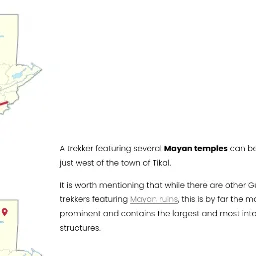 A trekker featuring several Mayan temples can be
just west of the town of Tikal.
It is worth mentioning that while there are other
trekkers featuring Mayan ruins, this is by far the
prominent and contains the largest and most
structures.